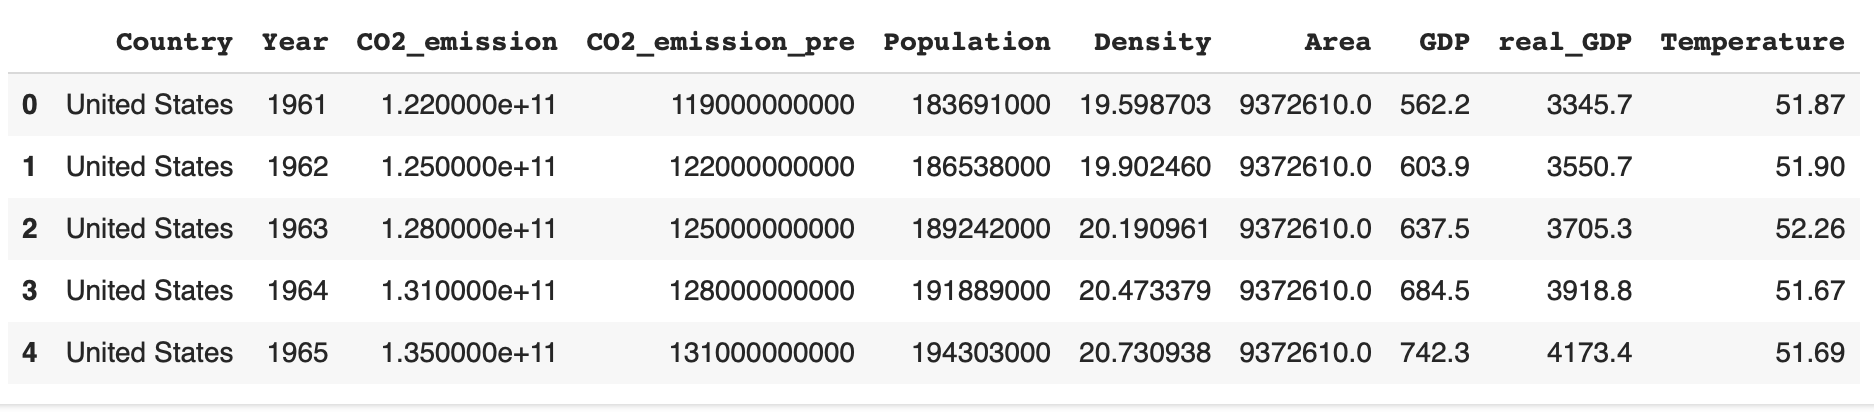 Country Year CO2_emission CO2_emission_pre Population Density Area GDP real_GDP Temperature
0 United States 1961 1.220000e+11 119000000000 183691000 19.598703 9372610.0 562.2 3345.7 51.87
1 United States 1962 1.250000e+11 122000000000 186538000 19.902460 9372610.0 603.9 3550.7 51.90
2 United States 1963 1.280000e+11 125000000000 189242000 20.190961 9372610.0 637.5 3705.3 52.26
3 United States 1964 1.310000e+11 128000000000 191889000 20.473379 9372610.0 684.5 3918.8 51.67
4 United States 1965 1.350000e+11 131000000000 194303000 20.730938 9372610.0 742.3 4173.4 51.69